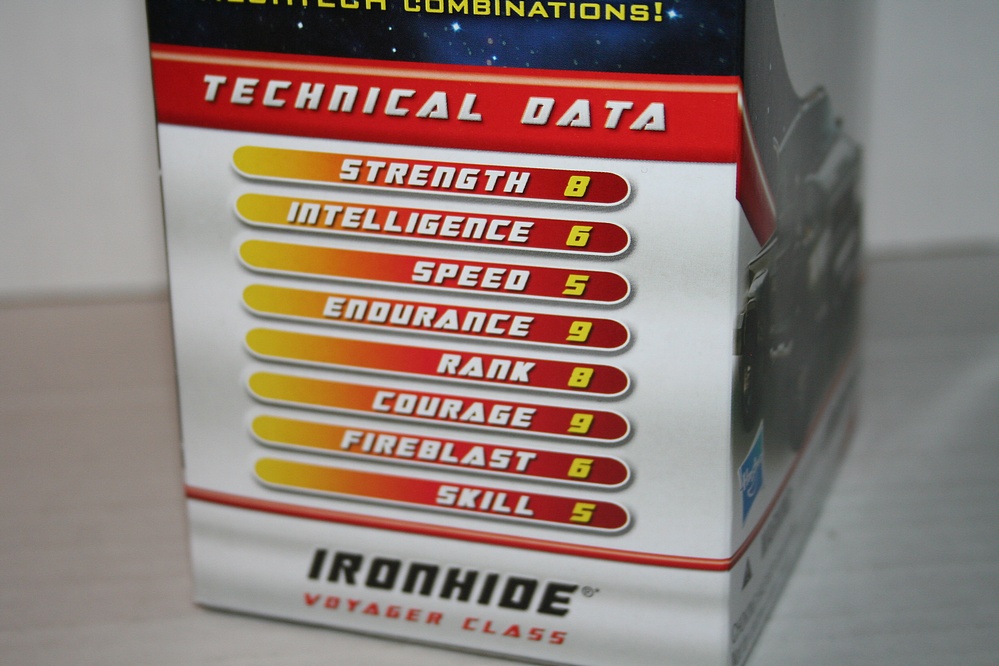 COMBINATIONS!
TECHNICAL DATA
STRENGTH 8
INTELLIGENCE 6
SPEED 5
ENDURANCE 9
RANK 8
COURAGE 9
FIREBLAST 6
SKILL 5
IRONHIDE®*
VOYAGER CLASS